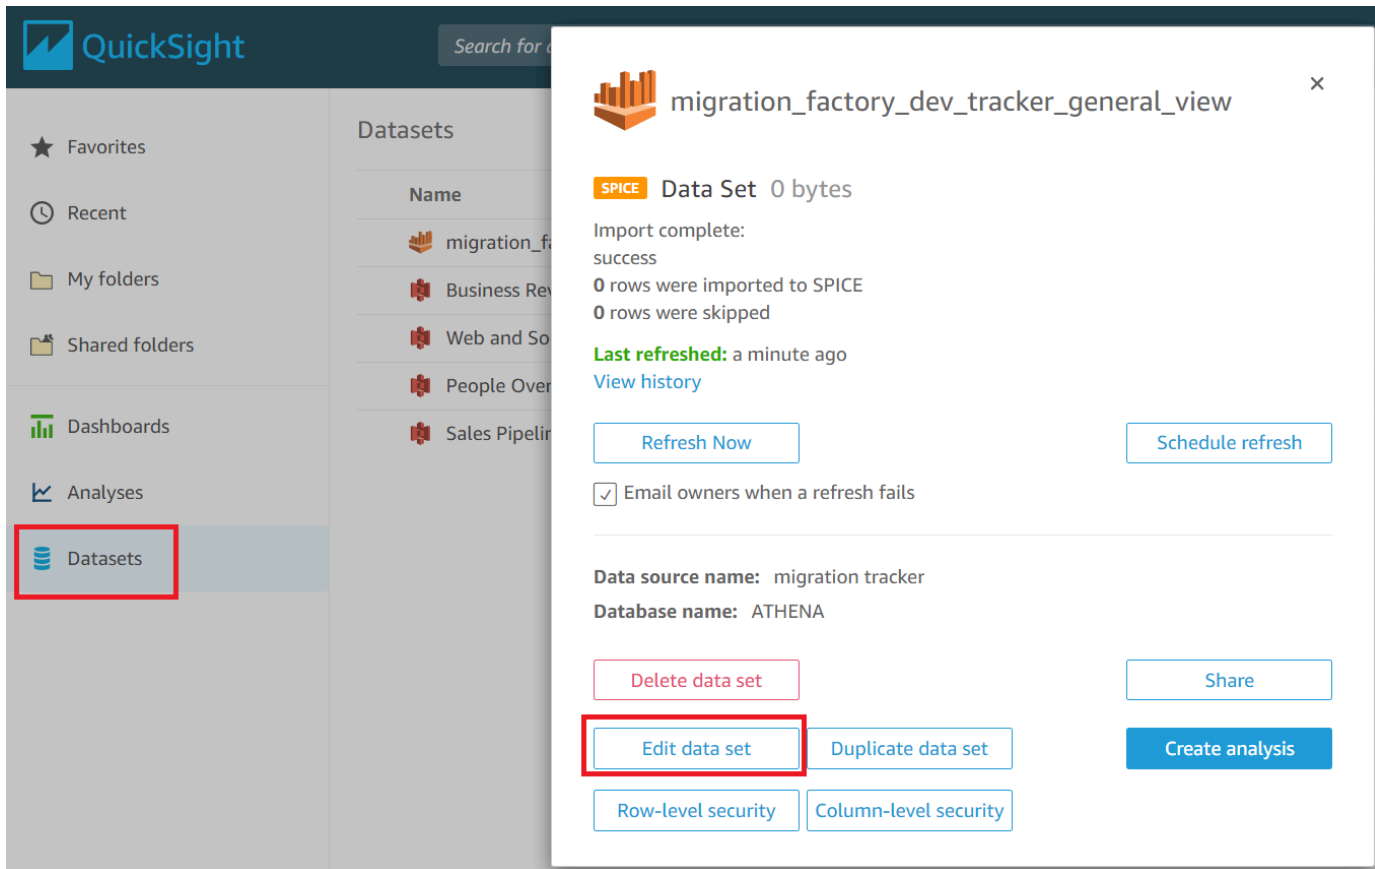 QuickSight
Search for
Favorites
Recent
My folders
Shared folders
Dashboards
Analyses
Datasets
Datasets
Name
migration_fa
Business Rev
Web and So
People Over
Sales Pipelin
migration_factory_dev_tracker_general_view
SPICE Data Set 0 bytes
Import complete:
success
0 rows were imported to SPICE
0 rows were skipped
Last refreshed: a minute ago
View history
Refresh Now
Schedule refresh
Email owners when a refresh fails
Data source name: migration tracker
Database name: ATHENA
Delete data set
Share
Edit data set
Duplicate data set
Create analysis
Row-level security
Column-level security